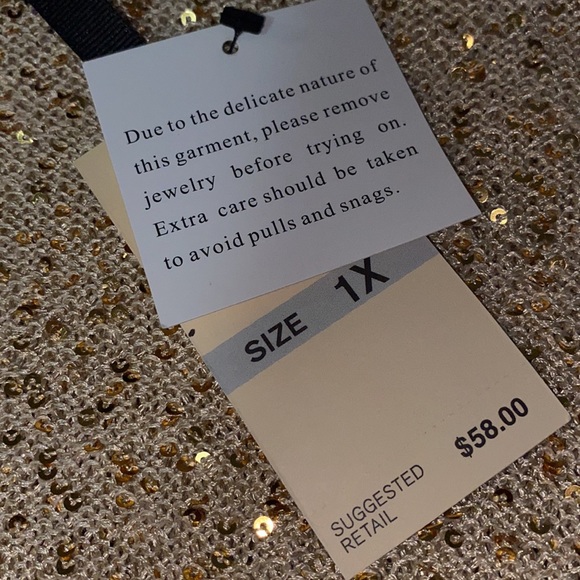 Due to the delicate nature of
this garment, please remove
jewelry before trying on.
Extra care should be taken
to avoid pulls and snags.
SIZE 1X
$58.00
SUGGESTED
RETAIL